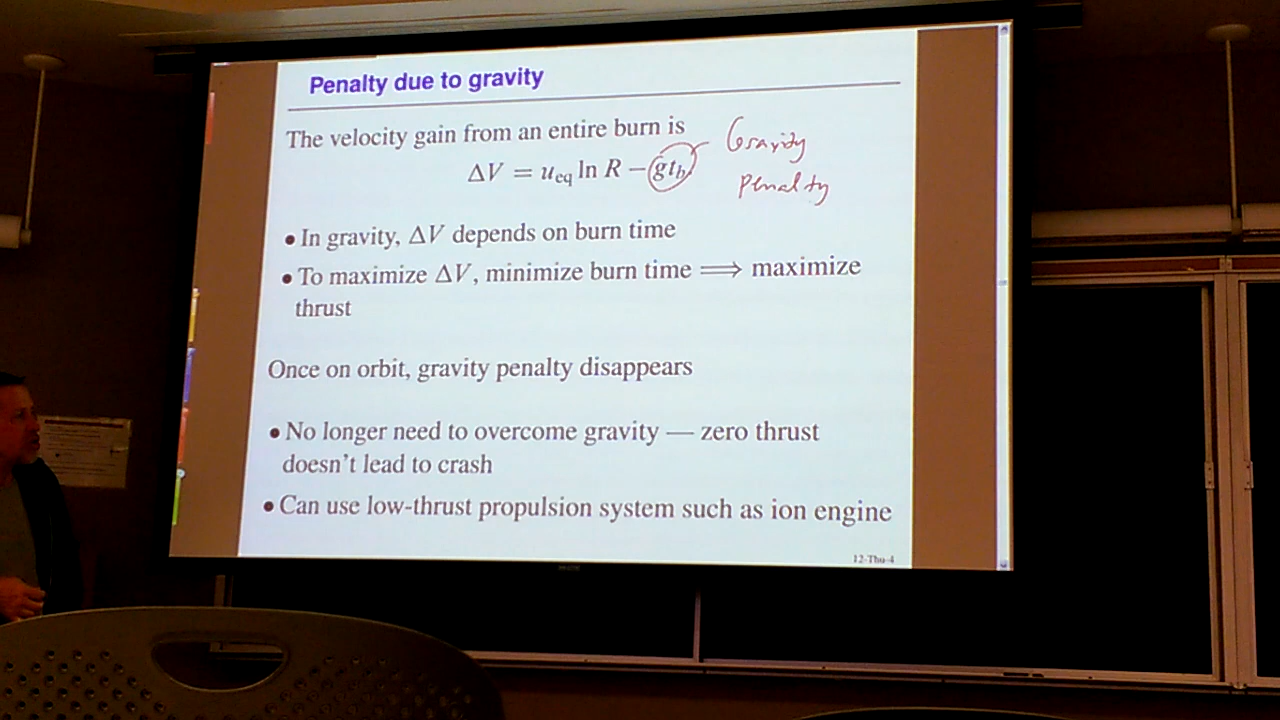 Penalty due to gravity
The velocity gain from an entire burn is
ΔV = u_eq ln R − gt_b
Gravity
Penalty
• In gravity, ΔV depends on burn time
• To maximize ΔV, minimize burn time ⟹ maximize
thrust
Once on orbit, gravity penalty disappears
• No longer need to overcome gravity — zero thrust
doesn't lead to crash
• Can use low-thrust propulsion system such as ion engine
12-Thu-4